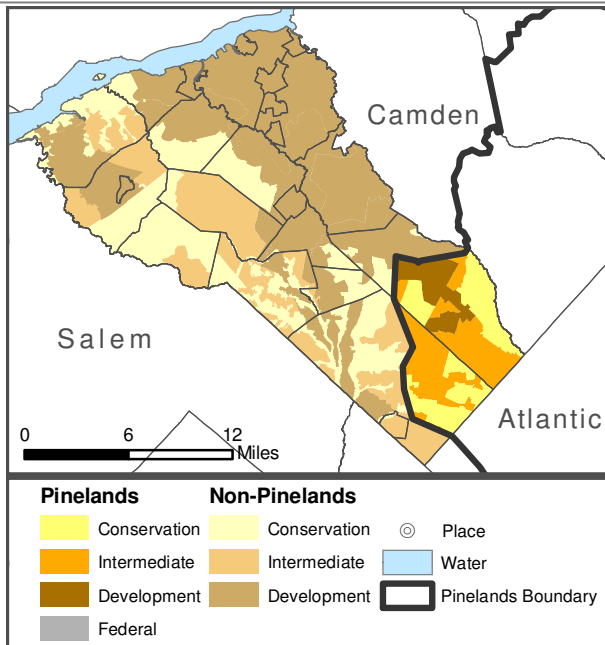 Camden
Salem
Atlantic
0 6 12
Miles
Pinelands Non-Pinelands
Conservation Conservation Place
Intermediate Intermediate Water
Development Development Pinelands Boundary
Federal